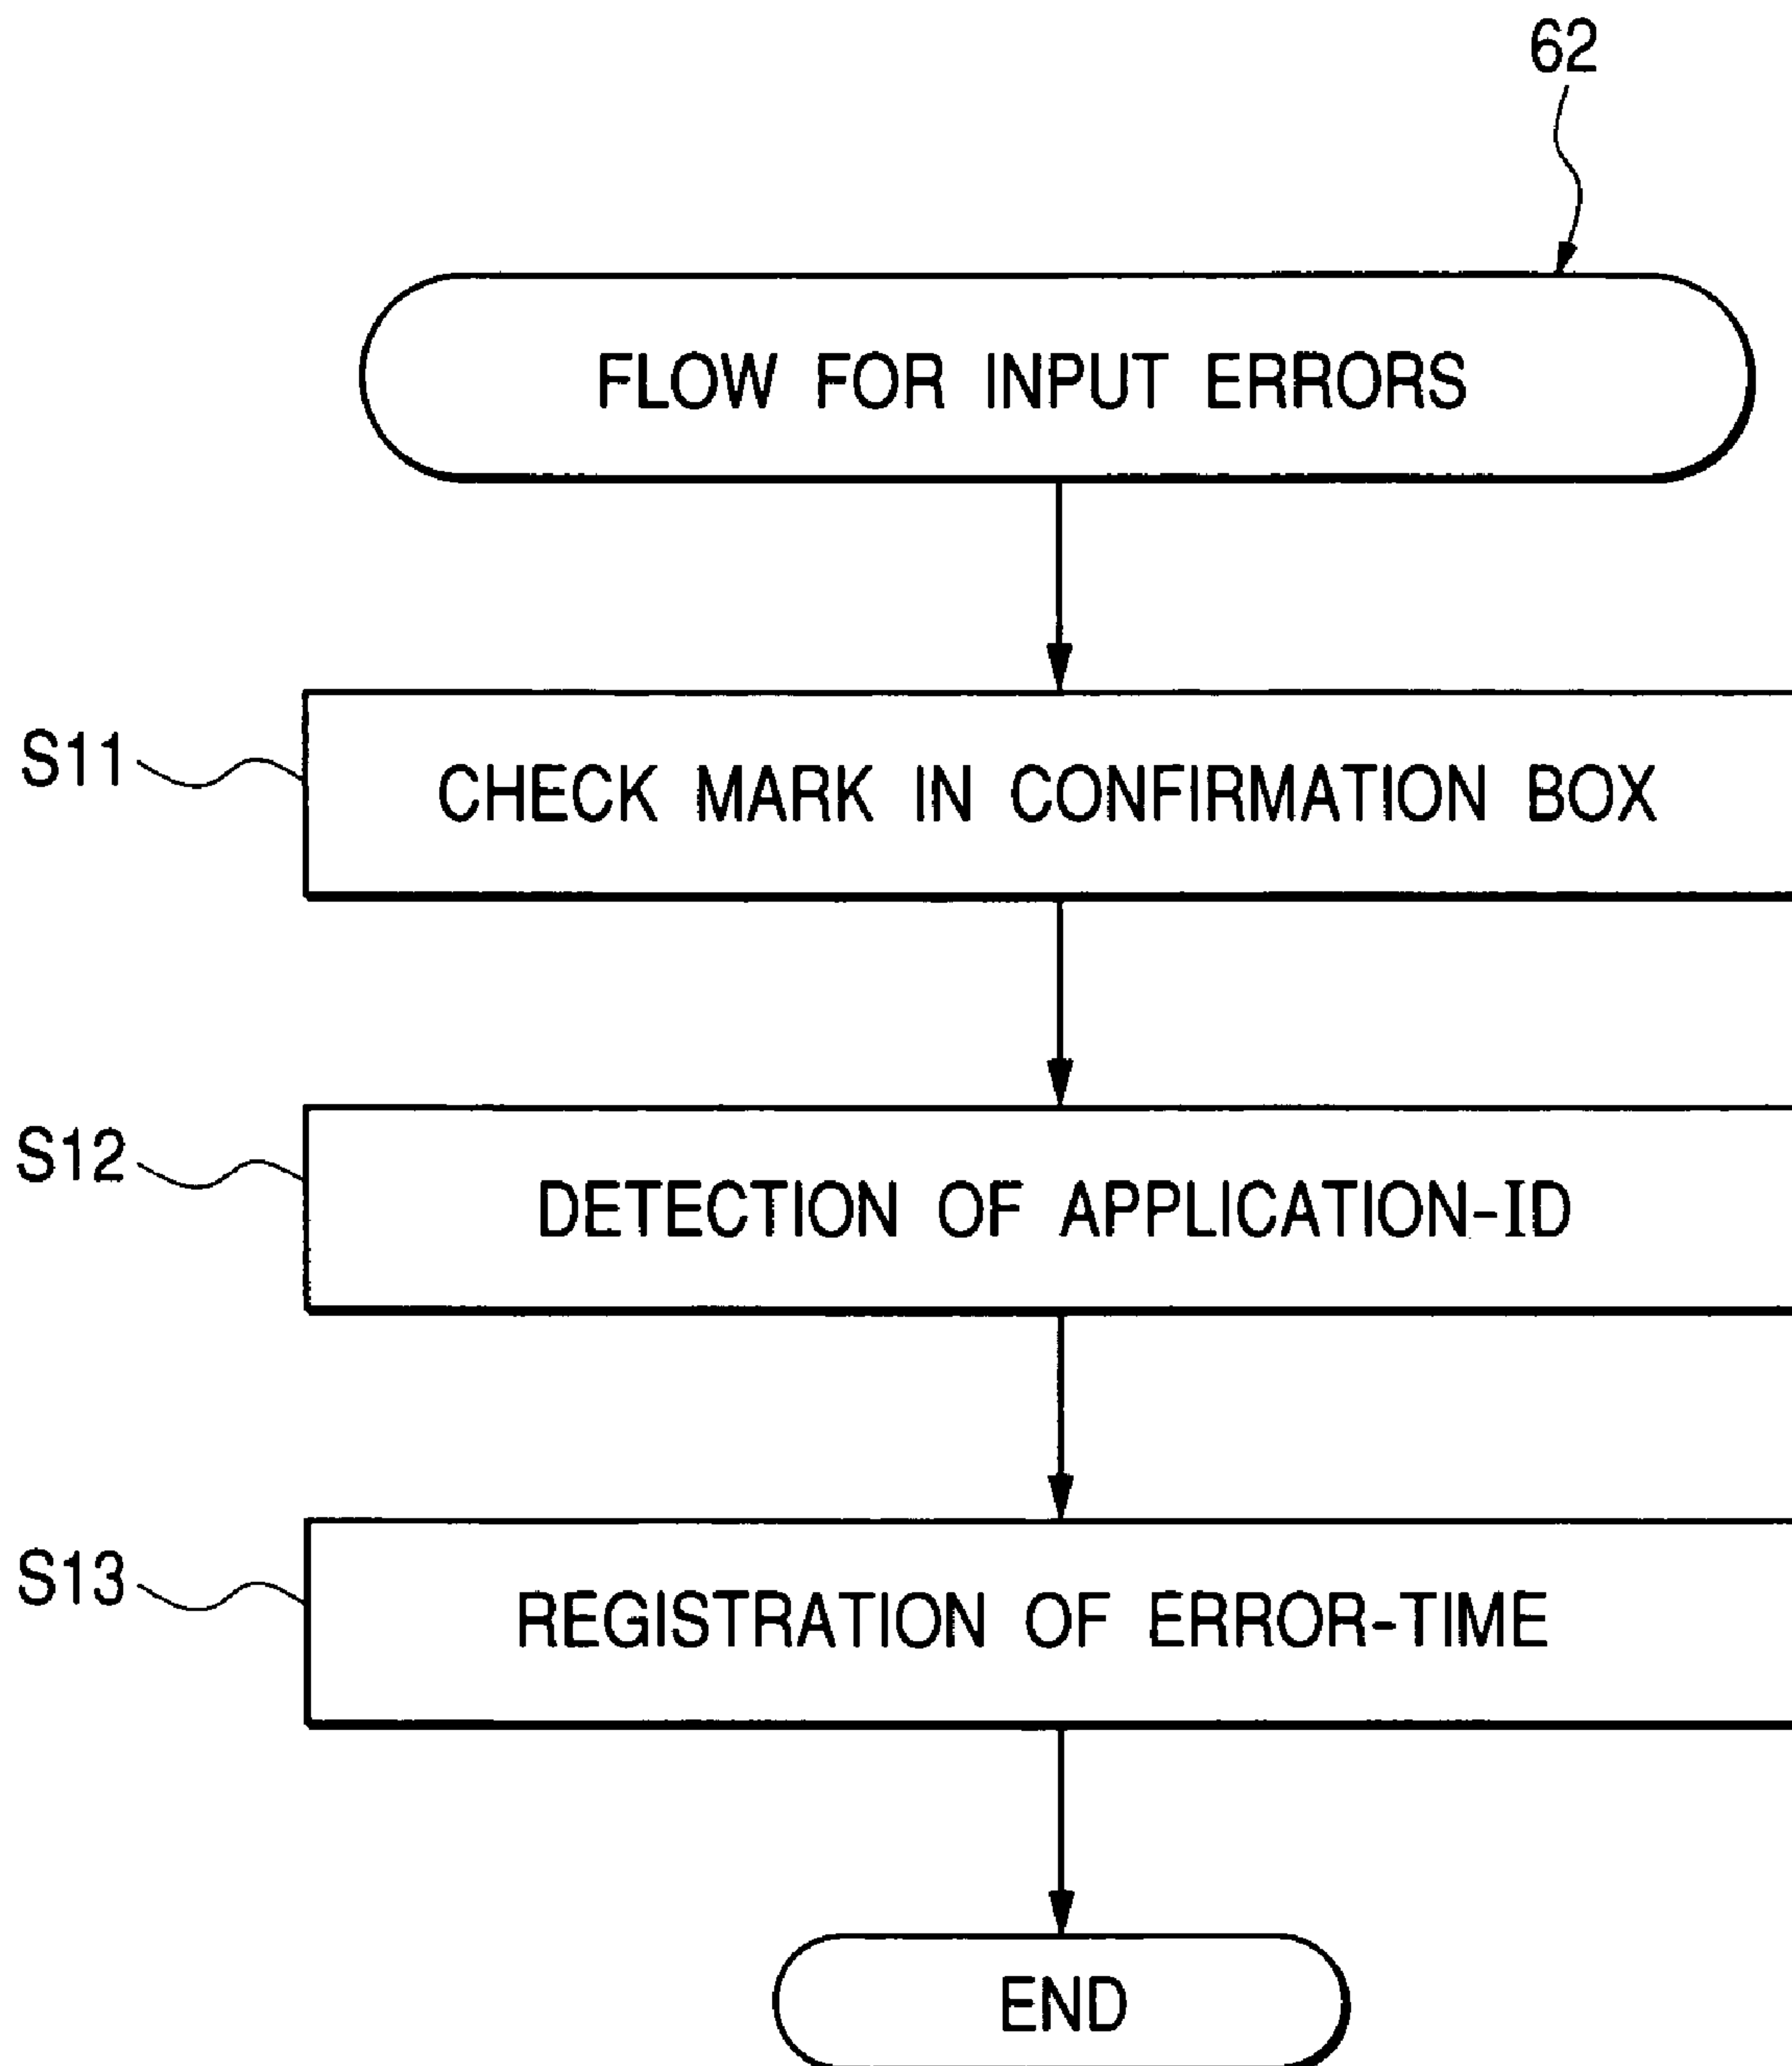 62
FLOW FOR INPUT ERRORS
S11
CHECK MARK IN CONFIRMATION BOX
S12
DETECTION OF APPLICATION-ID
S13
REGISTRATION OF ERROR-TIME
END